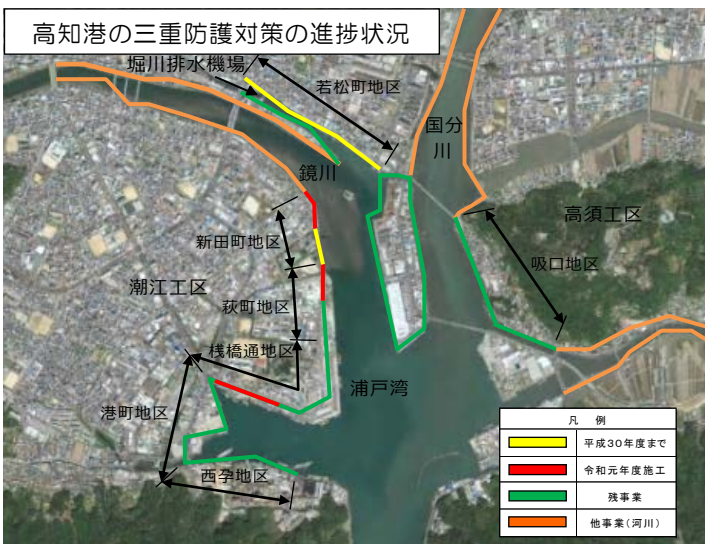 高知港の三重防護対策の進捗状況
堀川排水機場
若松町地区
国分
川
鏡川
高須工区
新田町地区
吸口地区
潮江工区
萩町地区
桟橋通地区
浦戸湾
港町地区
西孕地区
凡 例
平成30年度まで
令和元年度施工
残事業
他事業(河川)